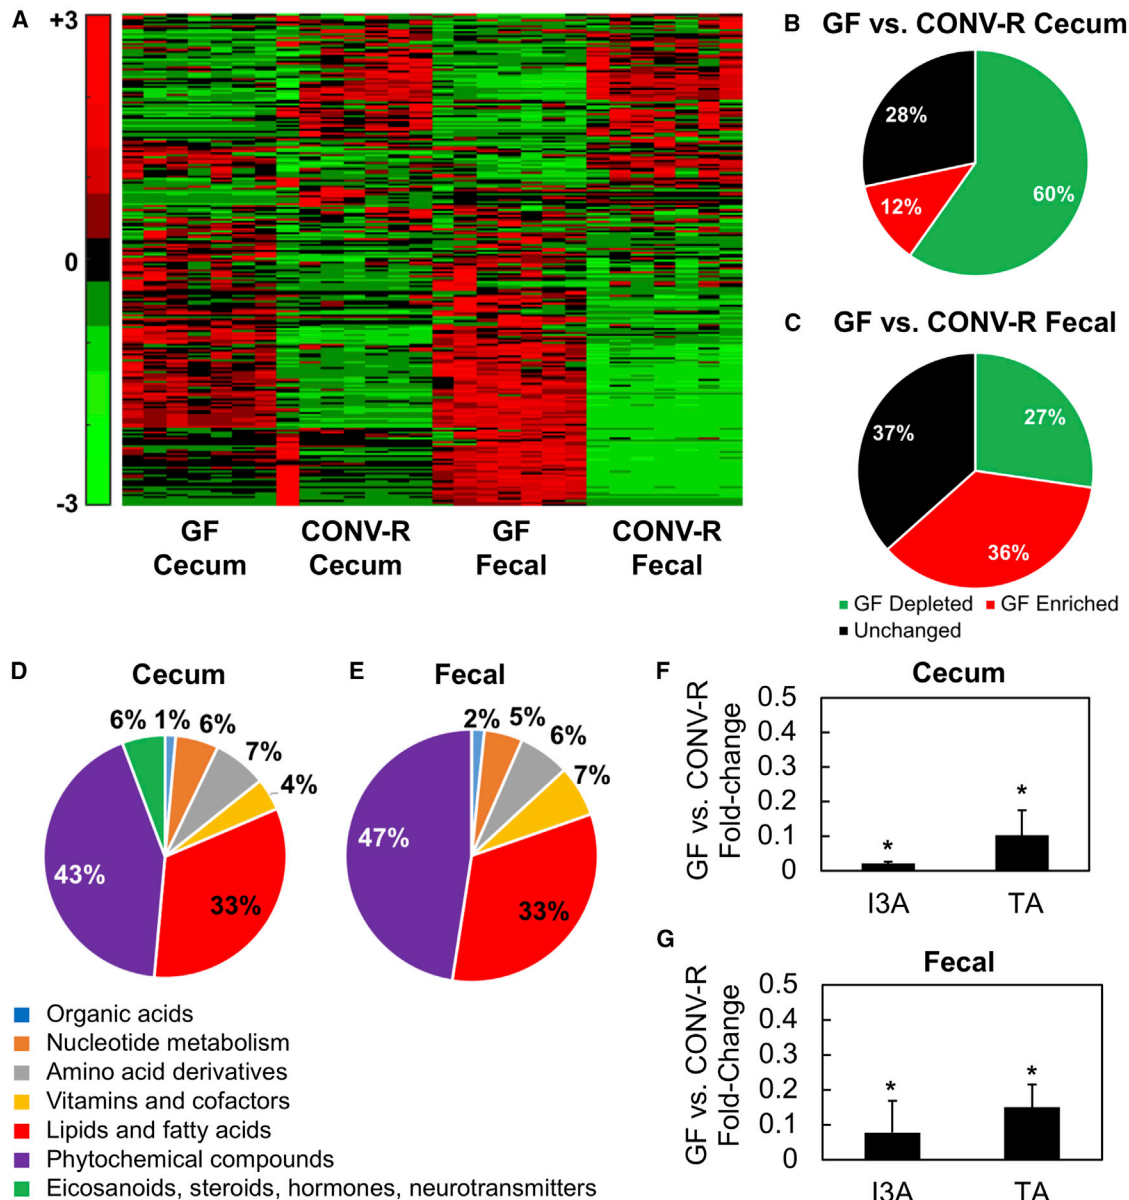 A
+3
0
-3
GF
Cecum
CONV-R
Cecum
GF
Fecal
CONV-R
Fecal
B
GF vs. CONV-R Cecum
28%
12%
60%
C
GF vs. CONV-R Fecal
37%
27%
36%
GF Depleted
GF Enriched
Unchanged
D
Cecum
6% 1% 6%
7%
4%
43%
33%
E
Fecal
2% 5%
6%
7%
47%
33%
Organic acids
Nucleotide metabolism
Amino acid derivatives
Vitamins and cofactors
Lipids and fatty acids
Phytochemical compounds
Eicosanoids, steroids, hormones, neurotransmitters
F
Cecum
GF vs. CONV-R
Fold-change
0.5
0.4
0.3
0.2
0.1
0
*
*
I3A
TA
G
Fecal
GF vs. CONV-R
Fold-Change
0.5
0.4
0.3
0.2
0.1
0
*
*
I3A
TA